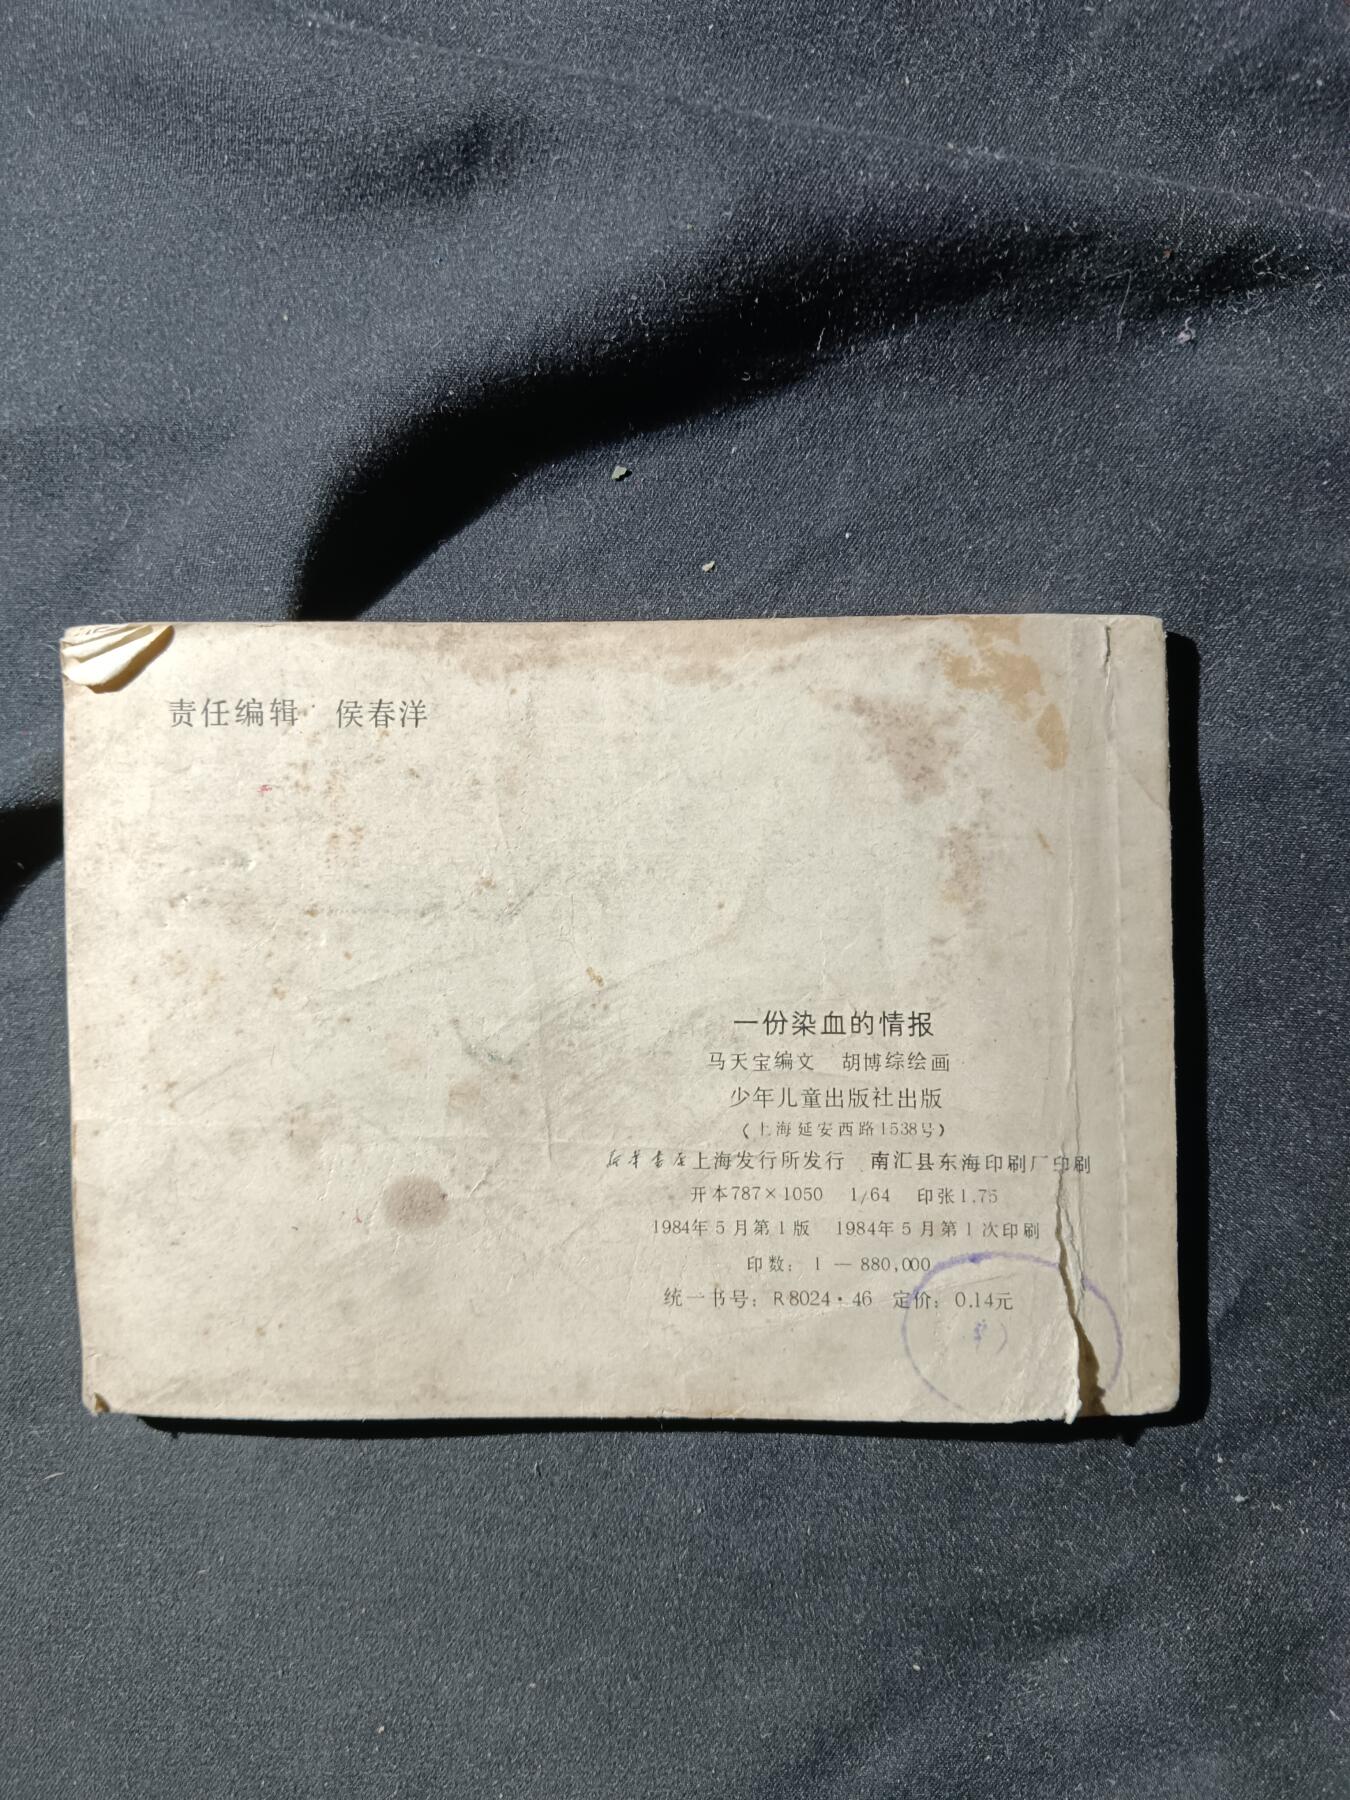 责任编辑 侯春洋
一份染血的情报
马天宝编文 胡博综绘画
少年儿童出版社出版
（上海延安西路1538号）
新华书店上海发行所发行 南汇县东海印刷厂印刷
开本787×1050 1/64 印张1.75
1984年5月第1版 1984年5月第1次印刷
印数：1—880,000
统一书号：R8024·46 定价：0.14元